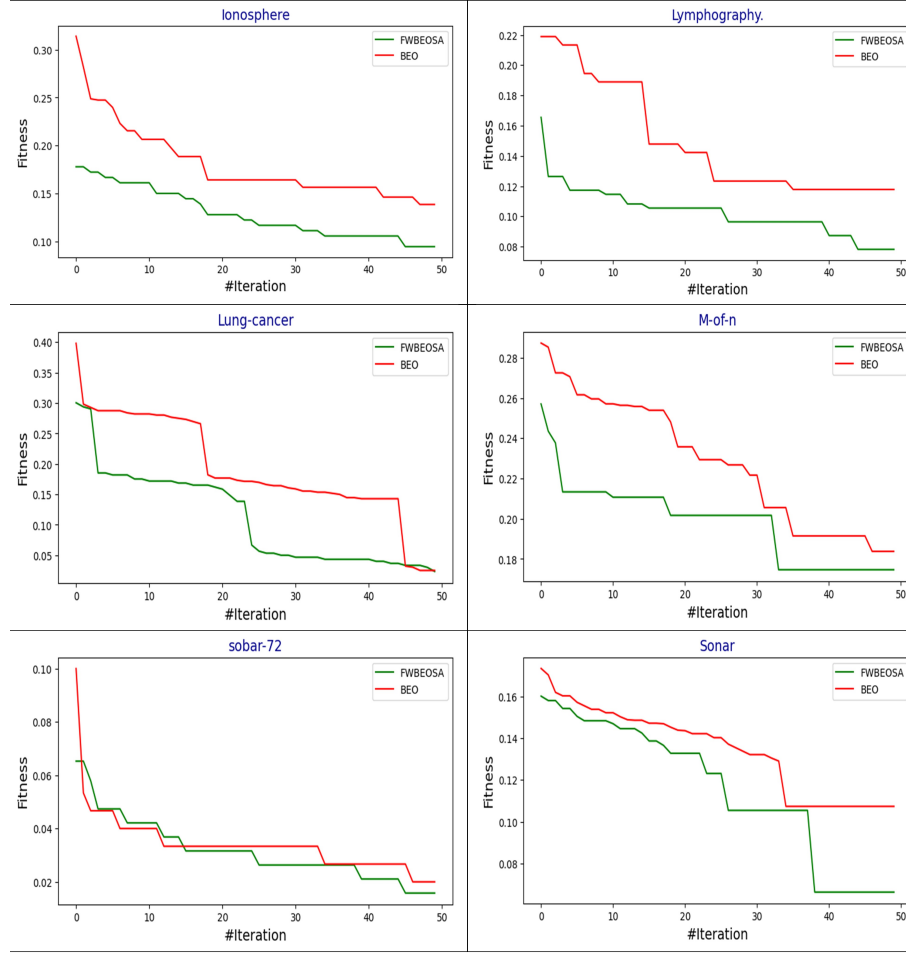 Ionosphere
FWBEOSA
BEO
0.30
0.25
0.20
0.15
0.10
Fitness
0 10 20 30 40 50
#Iteration
Lymphography.
FWBEOSA
BEO
0.22
0.20
0.18
0.16
0.14
0.12
0.10
0.08
Fitness
0 10 20 30 40 50
#Iteration
Lung-cancer
FWBEOSA
BEO
0.40
0.35
0.30
0.25
0.20
0.15
0.10
0.05
Fitness
0 10 20 30 40 50
#Iteration
M-of-n
FWBEOSA
BEO
0.28
0.26
0.24
0.22
0.20
0.18
Fitness
0 10 20 30 40 50
#Iteration
sobar-72
FWBEOSA
BEO
0.10
0.08
0.06
0.04
0.02
Fitness
0 10 20 30 40 50
#Iteration
Sonar
FWBEOSA
BEO
0.16
0.14
0.12
0.10
0.08
Fitness
0 10 20 30 40 50
#Iteration